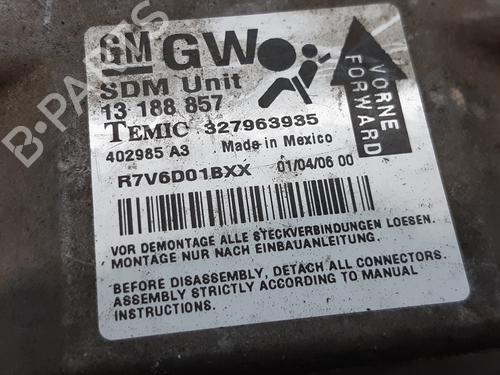 GM GW
SDM Unit
13 188 857
TEMIC 327963935
402985 A3 Made in Mexico
R7V6D01BXX 01/04/06 00
VORNE
FORWARD
VOR DEMONTAGE ALLE STECKVERBINDUNGEN LOESEN.
MONTAGE NUR NACH EINBAUANLEITUNG.
BEFORE DISASSEMBLY, DETACH ALL CONNECTORS.
ASSEMBLY STRICTLY ACCORDING TO MANUAL
INSTRUCTIONS.
B-PARTS